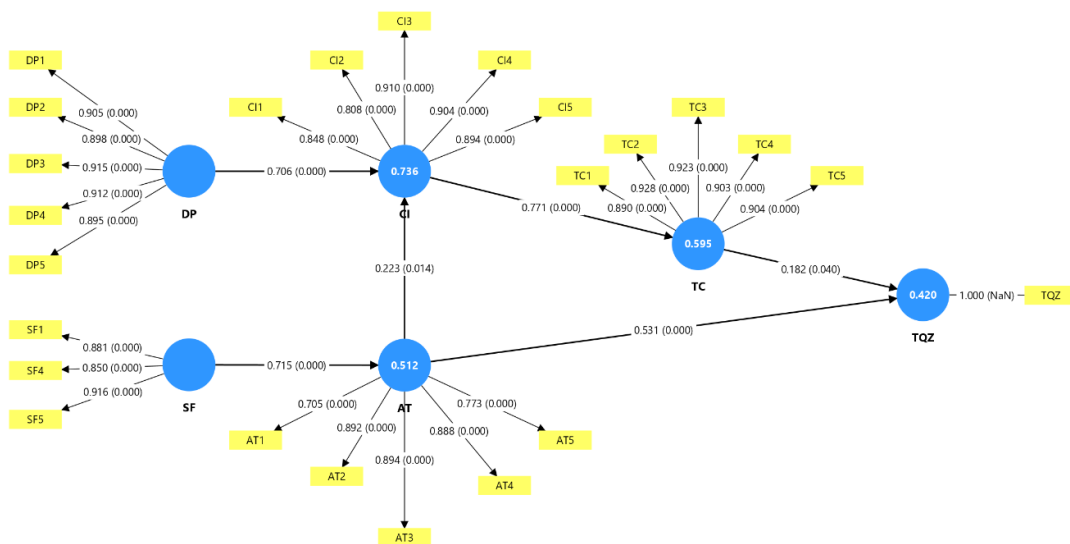 CI3
DP1
CI2
CI4
0.905 (0.000)
0.910 (0.000)
DP2
CI1
0.808 (0.000)
0.904 (0.000)
CI5
TC3
0.898 (0.000)
0.848 (0.000)
0.894 (0.000)
DP3
0.915 (0.000)
0.706 (0.000)
0.736
TC2
TC4
DP4
0.912 (0.000)
DP
CI
TC1
0.923 (0.000)
TC5
0.895 (0.000)
0.928 (0.000)
0.903 (0.000)
0.771 (0.000)
0.890 (0.000)
0.904 (0.000)
DP5
0.595
0.223 (0.014)
0.182 (0.040)
TC
0.420
1.000 (NaN)
TQZ
SF1
0.531 (0.000)
TQZ
0.881 (0.000)
SF4
0.850 (0.000)
0.715 (0.000)
0.512
0.916 (0.000)
SF
AT
SF5
0.705 (0.000)
0.773 (0.000)
AT1
0.892 (0.000)
0.888 (0.000)
AT5
0.894 (0.000)
AT2
AT4
AT3